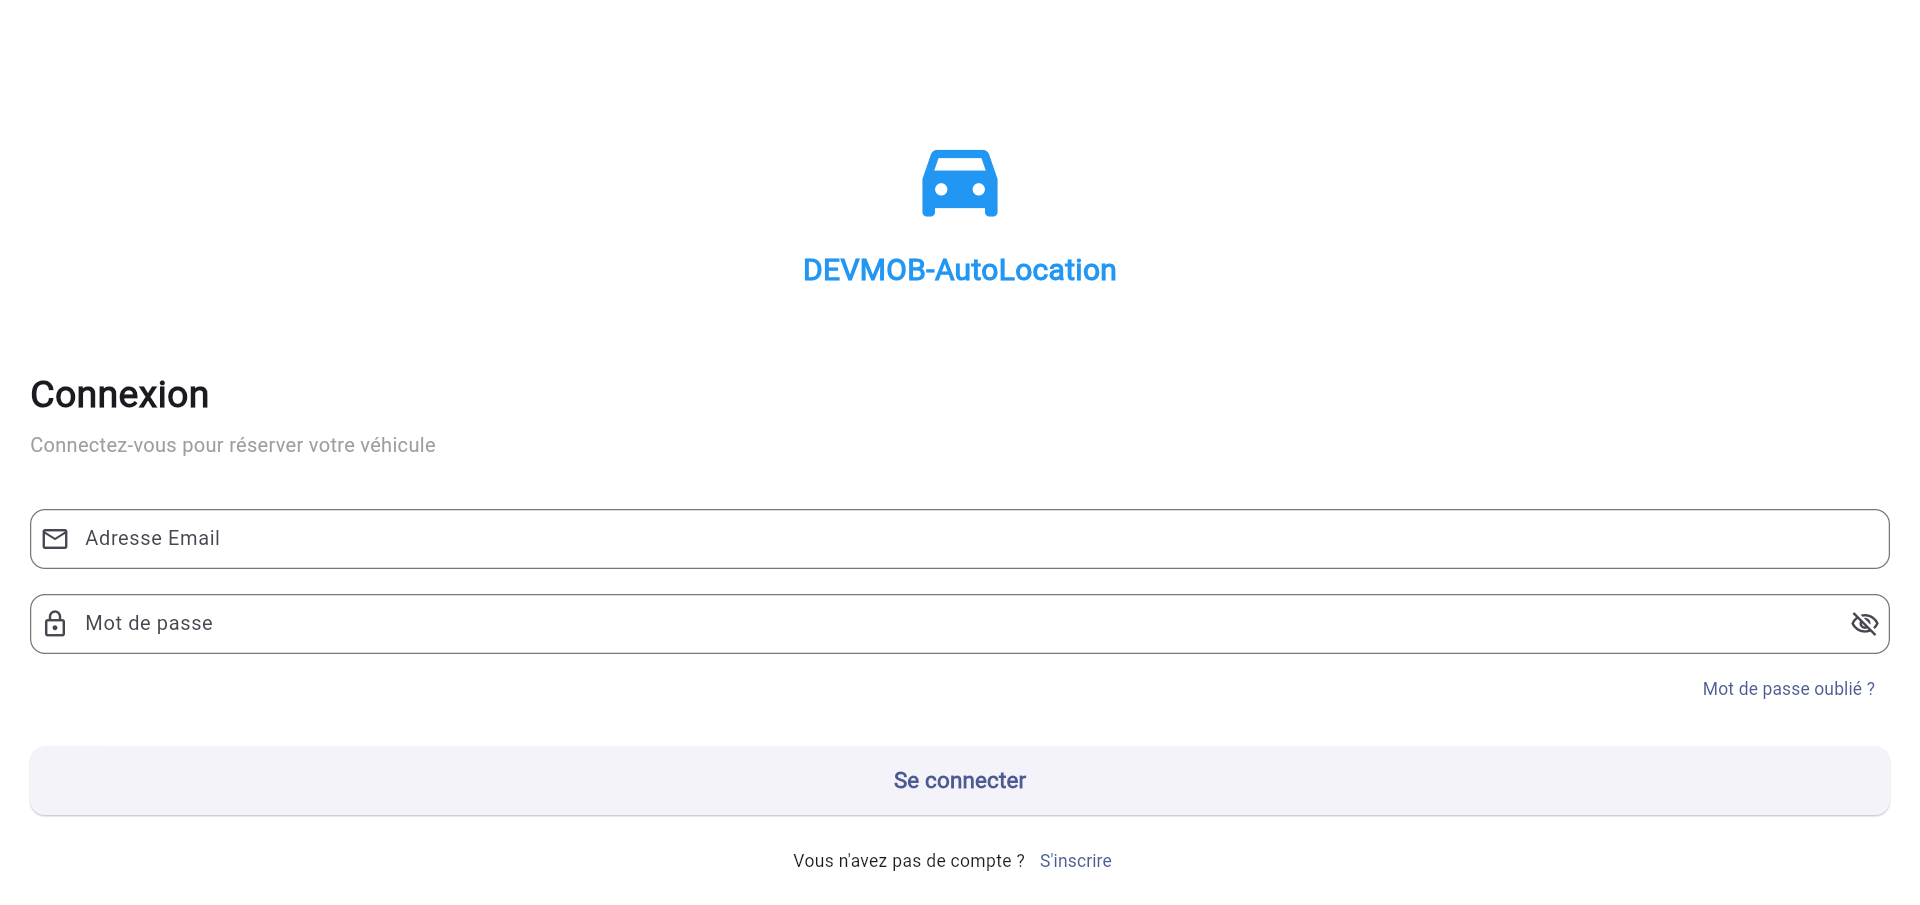 DEVMOB-AutoLocation
Connexion
Connectez-vous pour réserver votre véhicule
Adresse Email
Mot de passe
Mot de passe oublié ?
Se connecter
Vous n'avez pas de compte ? S'inscrire